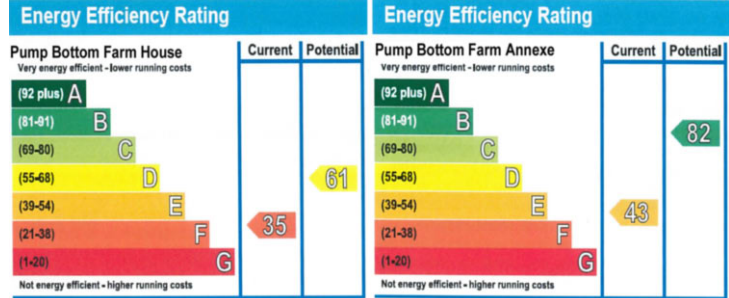 Energy Efficiency Rating
Pump Bottom Farm House
Current
Potential
Very energy efficient - lower running costs
(92 plus) A
(81-91) B
(69-80) C
(55-68) D
61
(39-54) E
35
(21-38) F
(1-20) G
Not energy efficient - higher running costs
Energy Efficiency Rating
Pump Bottom Farm Annexe
Current
Potential
Very energy efficient - lower running costs
(92 plus) A
(81-91) B
82
(69-80) C
(55-68) D
(39-54) E
43
(21-38) F
(1-20) G
Not energy efficient - higher running costs